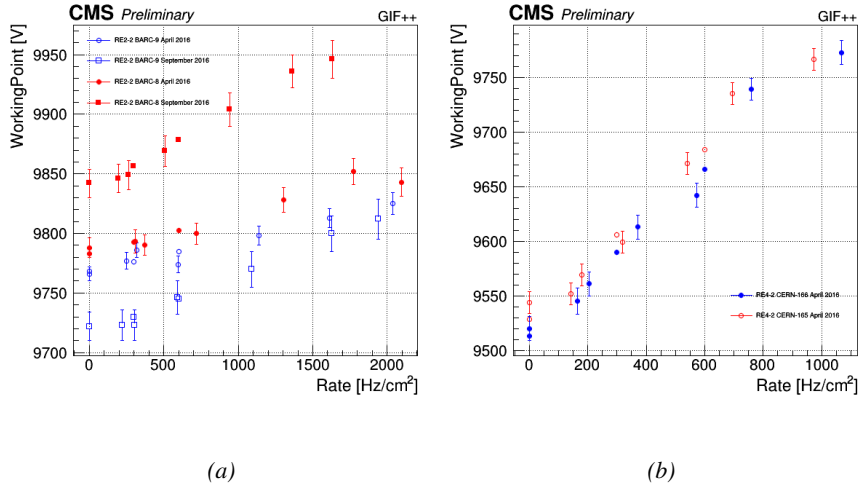 CMS Preliminary GIF++
WorkingPoint [V]
RE2-2 BARC-9 April 2016
RE2-2 BARC-9 September 2016
RE2-2 BARC-8 April 2016
RE2-2 BARC-8 September 2016
9950
9900
9850
9800
9750
9700
0 500 1000 1500 2000
Rate [Hz/cm²]
(a)
CMS Preliminary GIF++
WorkingPoint [V]
9750
9700
9650
9600
9550
9500
RE4-2 CERN-166 April 2016
RE4-2 CERN-165 April 2016
0 200 400 600 800 1000
Rate [Hz/cm²]
(b)